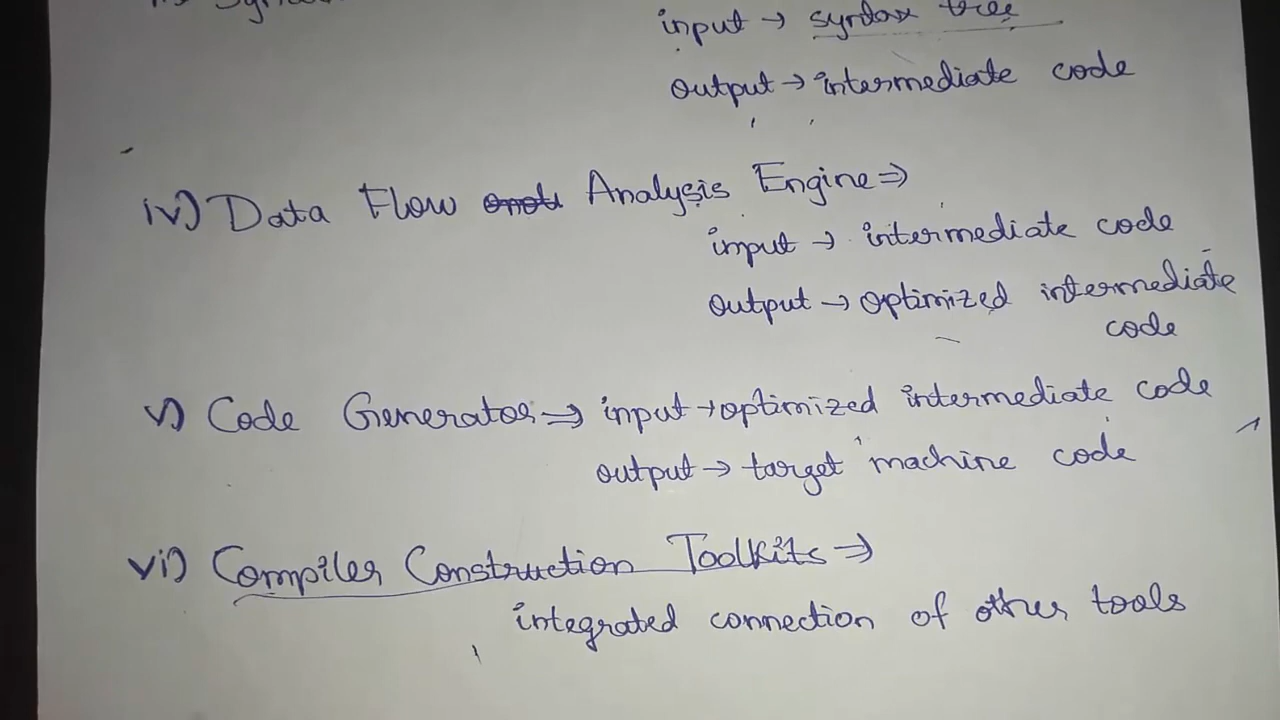 input → syntax tree
output → intermediate code
iv) Data Flow Analysis Engine ⇒
input → intermediate code
output → optimized intermediate
code
v) Code Generator ⇒ input → optimized intermediate code
output → target machine code
vi) Compiler Construction Toolkits ⇒
integrated connection of other tools